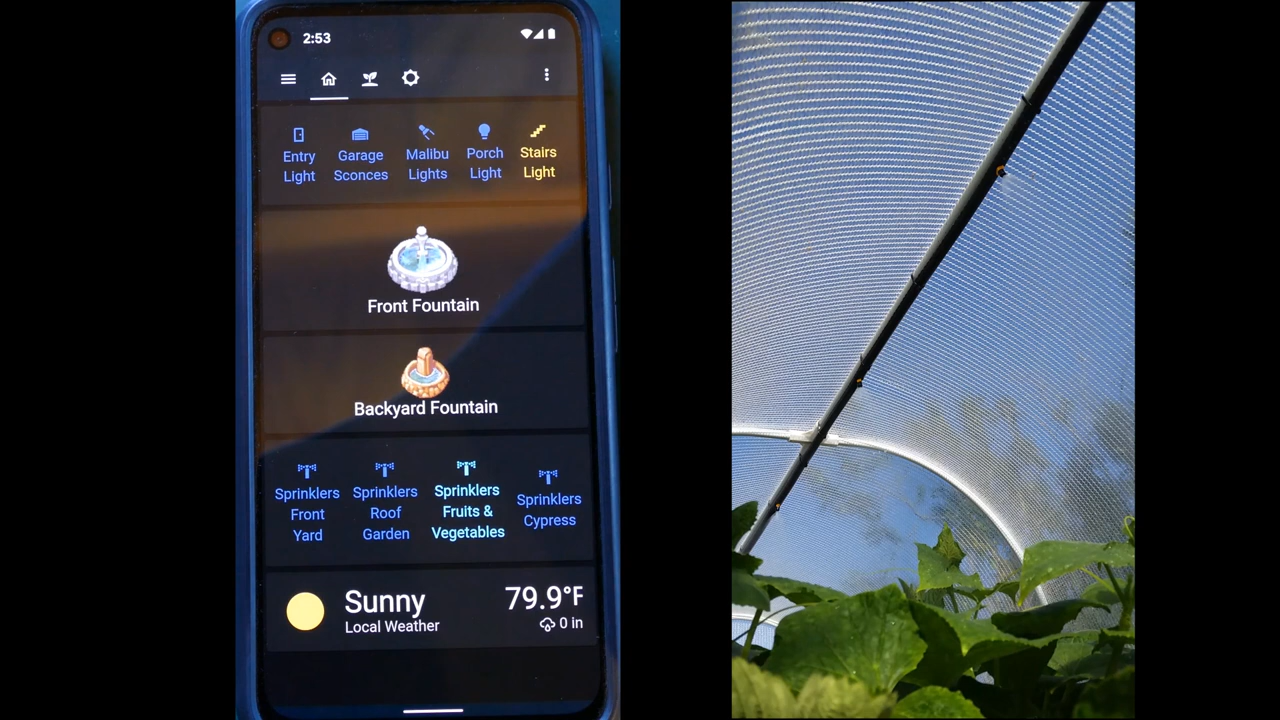 2:53
Entry Light
Garage Sconces
Malibu Lights
Porch Light
Stairs Light
Front Fountain
Backyard Fountain
Sprinklers Front Yard
Sprinklers Roof Garden
Sprinklers Fruits & Vegetables
Sprinklers Cypress
Sunny
79.9°F
Local Weather
0 in